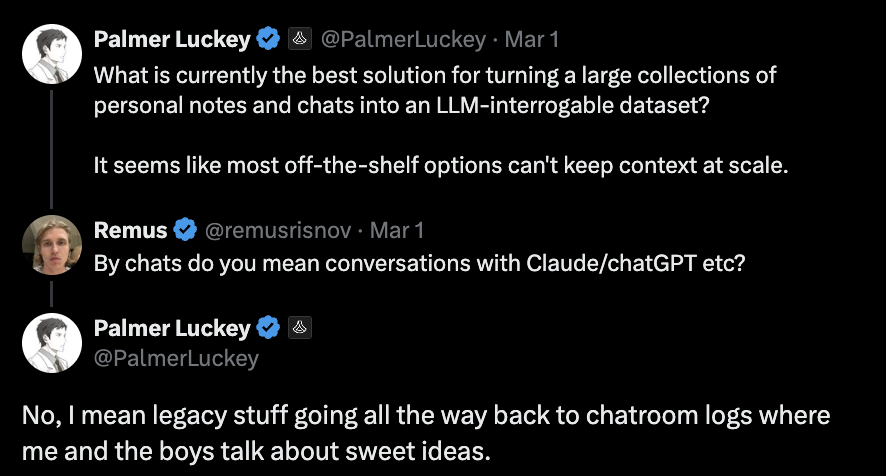 Palmer Luckey @PalmerLuckey · Mar 1
What is currently the best solution for turning a large collections of
personal notes and chats into an LLM-interrogable dataset?
It seems like most off-the-shelf options can't keep context at scale.
Remus @remusrisnov · Mar 1
By chats do you mean conversations with Claude/chatGPT etc?
Palmer Luckey
@PalmerLuckey
No, I mean legacy stuff going all the way back to chatroom logs where
me and the boys talk about sweet ideas.